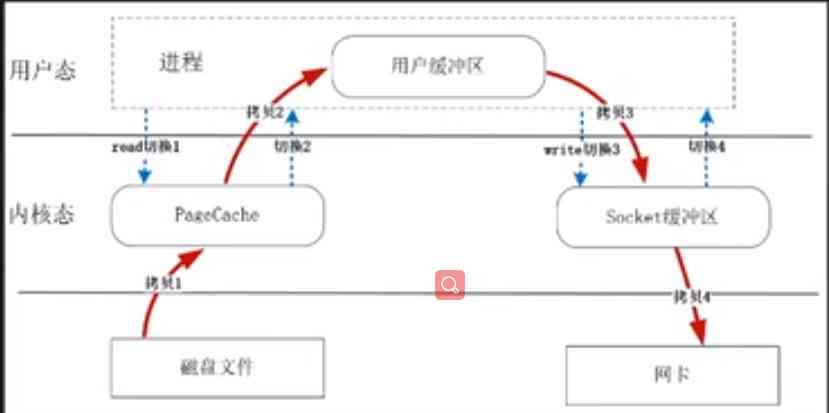 用户态
进程
用户缓冲区
拷贝2
拷贝3
read切换1
切换2
write切换3
切换4
内核态
PageCache
Socket缓冲区
拷贝1
拷贝4
磁盘文件
网卡